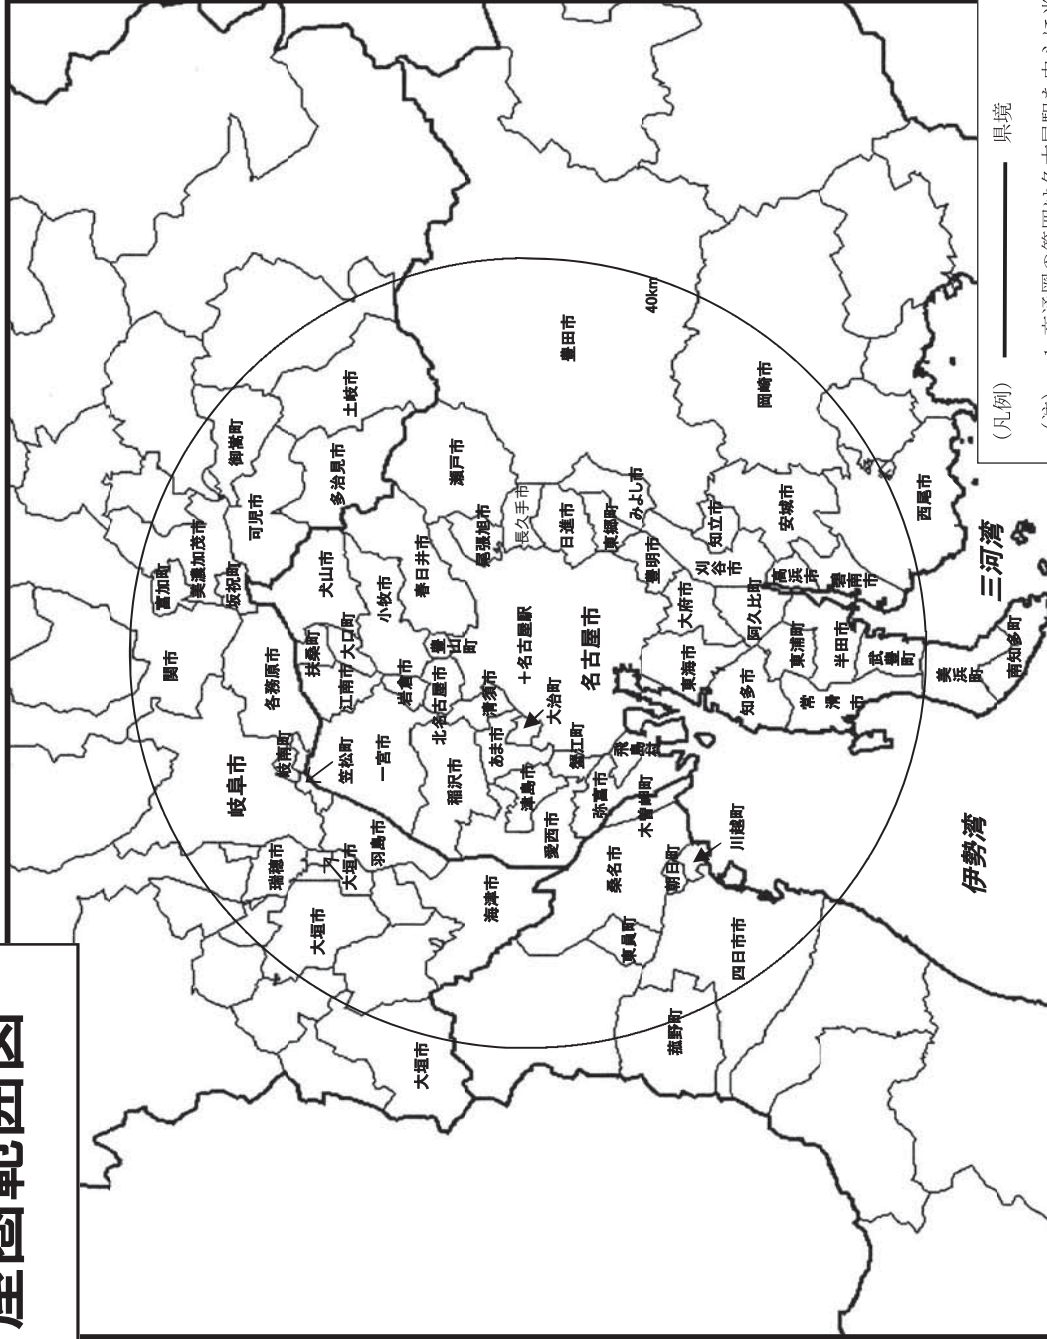 屋圏範囲図
富加町
関市
美濃加茂市
坂祝町
岐阜市
御嵩町
可児市
各務原市
岐南町
瑞穂市
扶桑町
大垣市
犬山市
多治見市
土岐市
大口町
江南市
笠松町
大垣市
羽島市
一宮市
小牧市
岩倉市
春日井市
大垣市
豊山町
北名古屋市
稲沢市
瀬戸市
尾張旭市
清須市
あま市
海津市
長久手市
十名古屋駅
津島市
大治町
愛西市
日進市
豊田市
蟹江町
名古屋市
弥富市
東郷町
桑名市
飛島村
東員町
みよし市
木曽岬町
豊明市
40km
朝日町
菰野町
大府市
東海市
知立市
刈谷市
川越町
四日市市
知多市
阿久比町
岡崎市
安城市
高浜市
東浦町
常滑市
半田市
碧南市
武豊町
西尾市
美浜町
南知多町
伊勢湾
三河湾
(凡例)
県境